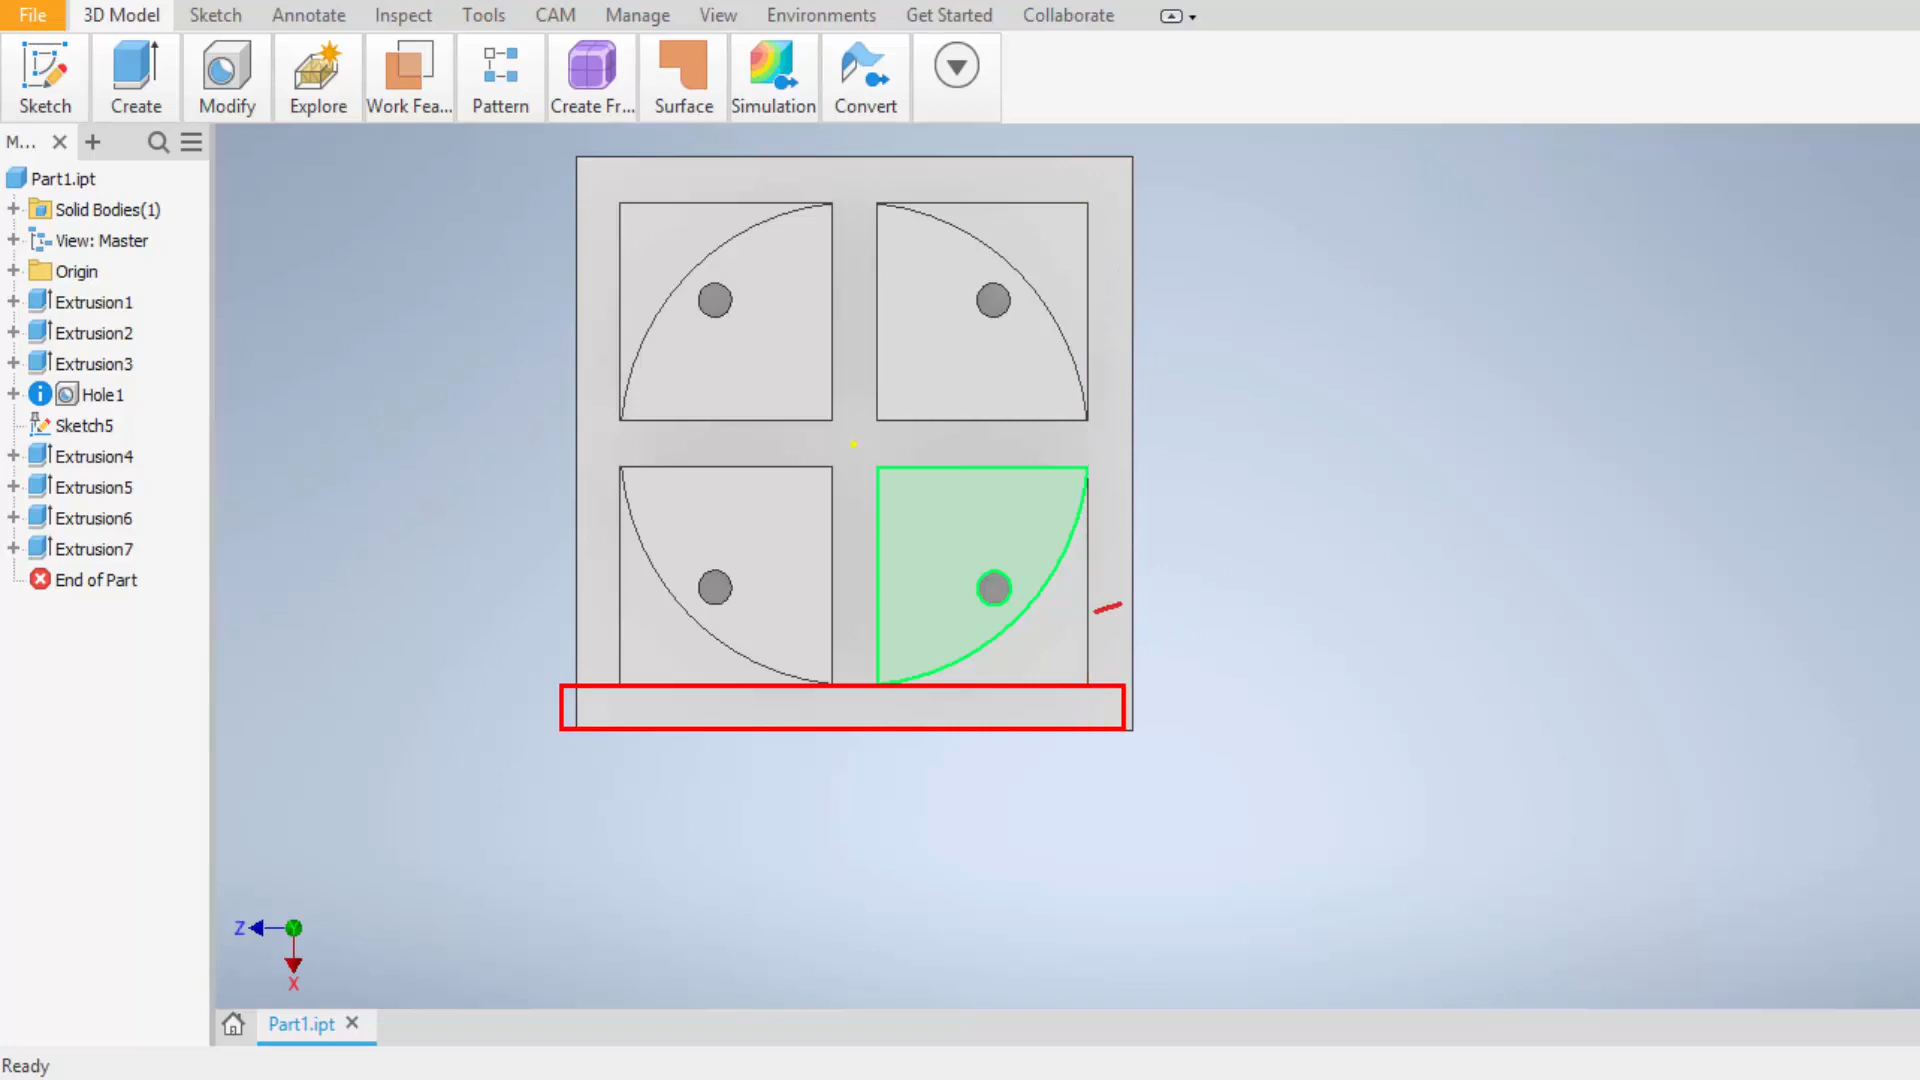 File 3D Model Sketch Annotate Inspect Tools CAM Manage View Environments Get Started Collaborate
Sketch Create Modify Explore Work Fea... Pattern Create Fr... Surface Simulation Convert
M...
Part1.ipt
Solid Bodies(1)
View: Master
Origin
Extrusion1
Extrusion2
Extrusion3
Hole1
Sketch5
Extrusion4
Extrusion5
Extrusion6
Extrusion7
End of Part
Z
X
Part1.ipt
Ready